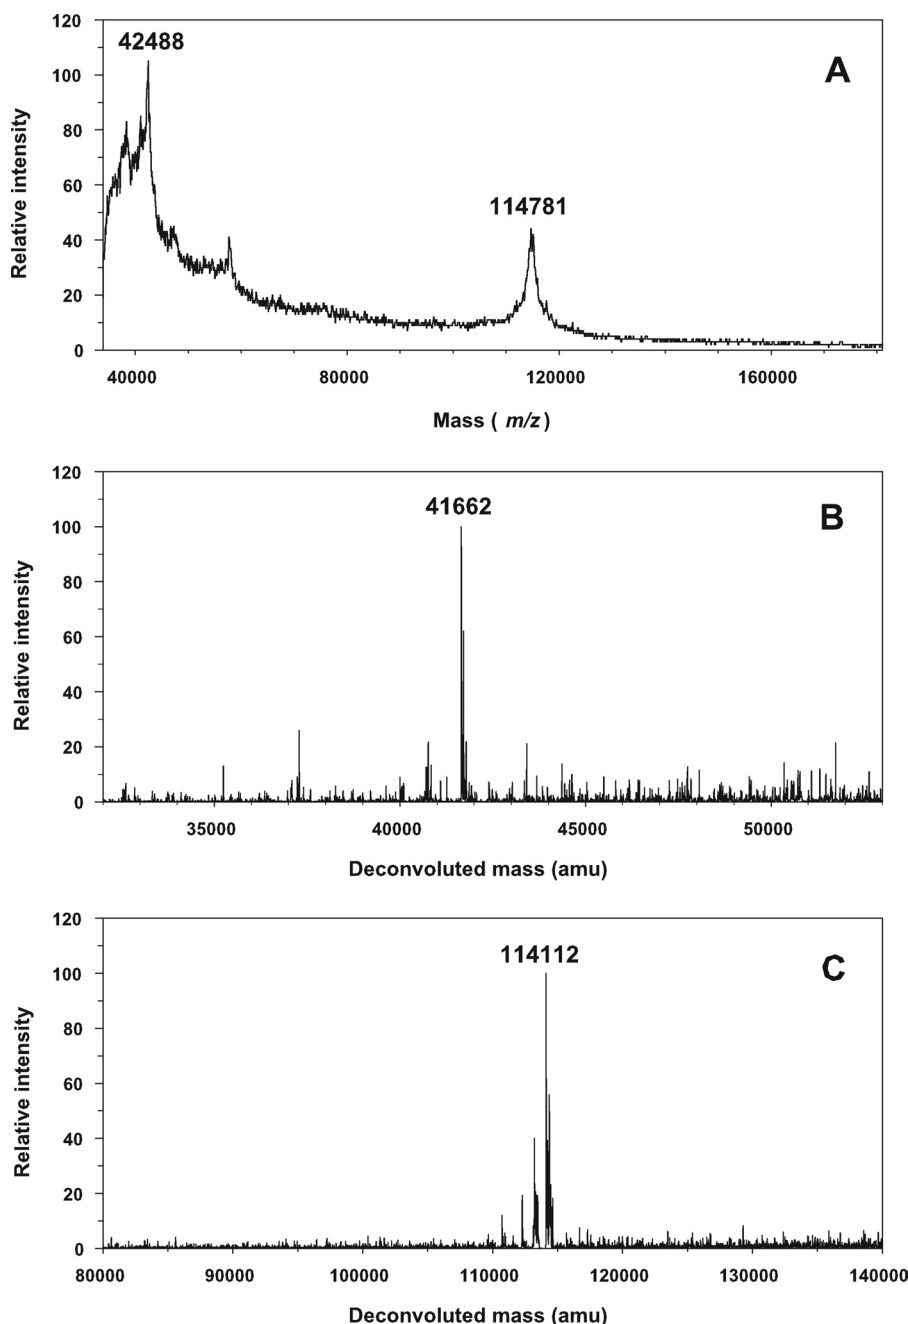 120
42488
100
A
80
114781
60
40
20
0
Relative intensity
40000 80000 120000 160000
Mass ( m/z )
120
41662
B
100
80
60
40
20
0
Relative intensity
35000 40000 45000 50000
Deconvoluted mass (amu)
120
114112
C
100
80
60
40
20
0
Relative intensity
80000 90000 100000 110000 120000 130000 140000
Deconvoluted mass (amu)